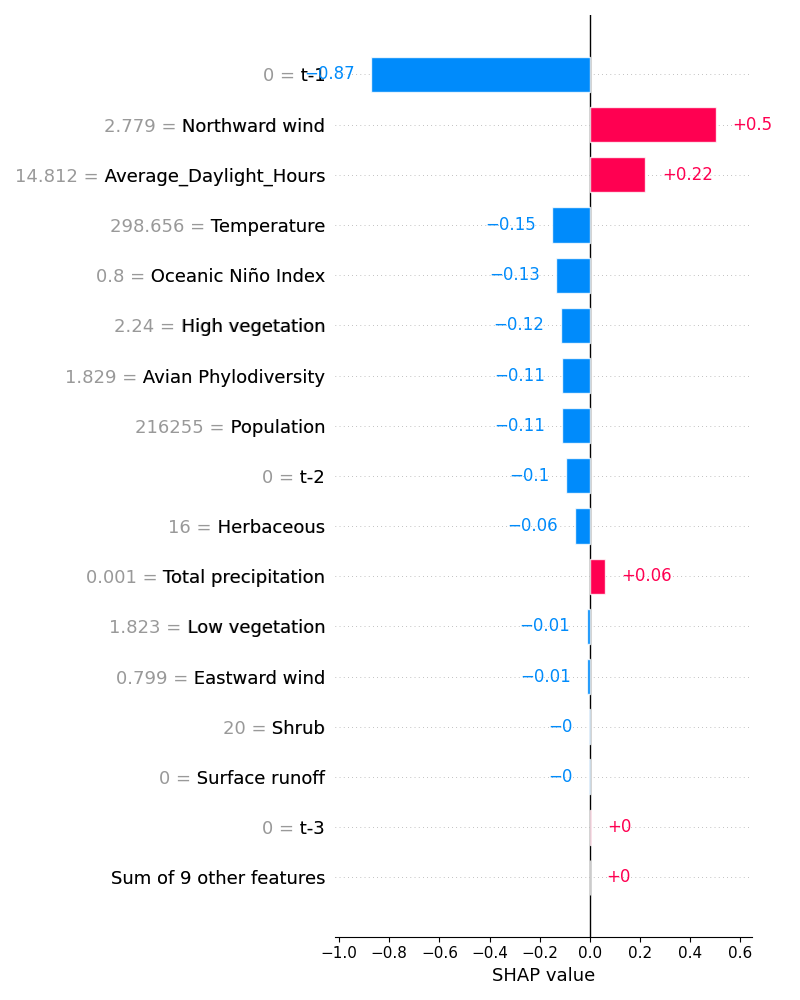 0 = t-1 −0.87
2.779 = Northward wind +0.5
14.812 = Average_Daylight_Hours +0.22
298.656 = Temperature −0.15
0.8 = Oceanic Niño Index −0.13
2.24 = High vegetation −0.12
1.829 = Avian Phylodiversity −0.11
216255 = Population −0.11
0 = t-2 −0.1
16 = Herbaceous −0.06
0.001 = Total precipitation +0.06
1.823 = Low vegetation −0.01
0.799 = Eastward wind −0.01
20 = Shrub −0
0 = Surface runoff −0
0 = t-3 +0
Sum of 9 other features +0
−1.0 −0.8 −0.6 −0.4 −0.2 0.0 0.2 0.4 0.6
SHAP value